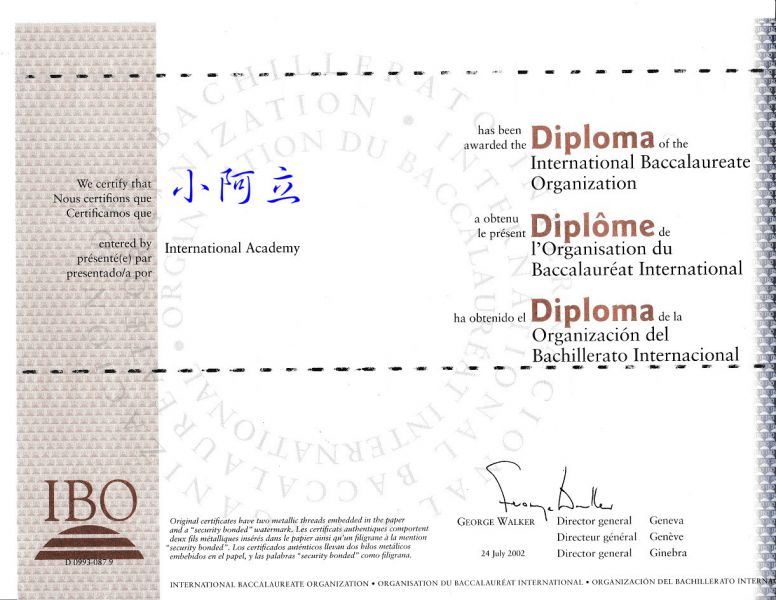 We certify that
Nous certifions que
Certificamos que
小阿立
entered by
présenté(e) par
presentado/a por
International Academy
has been
awarded the Diploma of the
International Baccalaureate
Organization
a obtenu
le présent Diplôme de
l'Organisation du
Baccalauréat International
ha obtenido el Diploma de la
Organización del
Bachillerato Internacional
IBO
D 0993-087 9
Original certificates have two metallic threads embedded in the paper
and a "security bonded" watermark. Les certificats authentiques comportent
deux fils métalliques insérés dans le papier ainsi qu'un filigrane à la mention
"security bonded". Los certificados auténticos llevan dos hilos metálicos
embebidos en el papel, y las palabras "security bonded" como filigrana.
GEORGE WALKER Director general Geneva
Directeur général Genève
24 July 2002 Director general Ginebra
INTERNATIONAL BACCALAUREATE ORGANIZATION • ORGANISATION DU BACCALAURÉAT INTERNATIONAL • ORGANIZACIÓN DEL BACHILLERATO